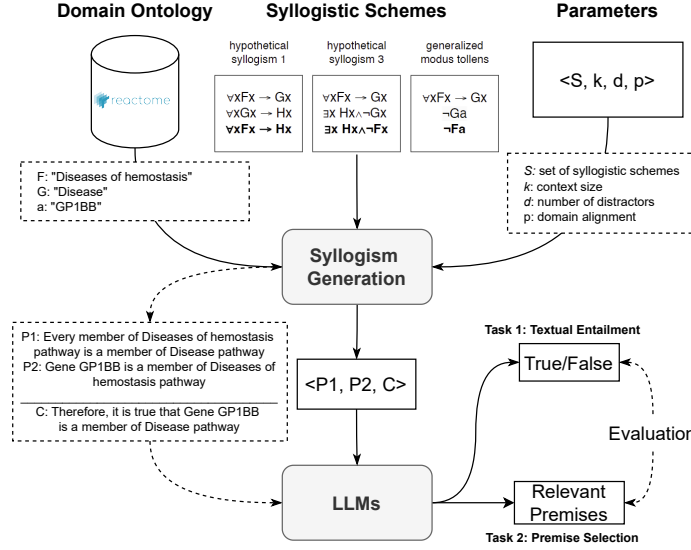 Domain Ontology
Syllogistic Schemes
Parameters
reactome
hypothetical
syllogism 1
hypothetical
syllogism 3
generalized
modus tollens
∀xFx → Gx
∀xGx → Hx
∀xFx → Hx
∀xFx → Gx
∃x Hx∧¬Gx
∃x Hx∧¬Fx
∀xFx → Gx
¬Ga
¬Fa
<S, k, d, p>
F: "Diseases of hemostasis"
G: "Disease"
a: "GP1BB"
S: set of syllogistic schemes
k: context size
d: number of distractors
p: domain alignment
Syllogism
Generation
P1: Every member of Diseases of hemostasis
pathway is a member of Disease pathway
P2: Gene GP1BB is a member of Diseases of
hemostasis pathway
C: Therefore, it is true that Gene GP1BB
is a member of Disease pathway
<P1, P2, C>
Task 1: Textual Entailment
True/False
Evaluation
LLMs
Relevant
Premises
Task 2: Premise Selection